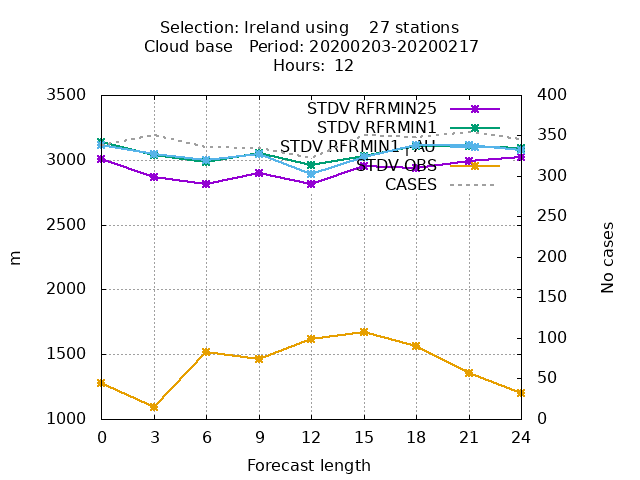 Selection: Ireland using 27 stations
Cloud base Period: 20200203-20200217
Hours: 12
3500
3000
2500
2000
1500
1000
m
400
350
300
250
200
150
100
50
0
No cases
STDV RFRMIN25
STDV RFRMIN1
STDV RFRMIN1_AU
STDV OBS
CASES
0 3 6 9 12 15 18 21 24
Forecast length